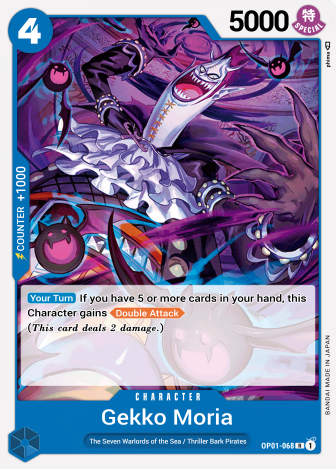 4
5000
特
SPECIAL
phime
COUNTER +1000
Your Turn If you have 5 or more cards in your hand, this
Character gains Double Attack
(This card deals 2 damage.)
BANDAI MADE IN JAPAN
CHARACTER
Gekko Moria
The Seven Warlords of the Sea / Thriller Bark Pirates
OP01-068 R 1